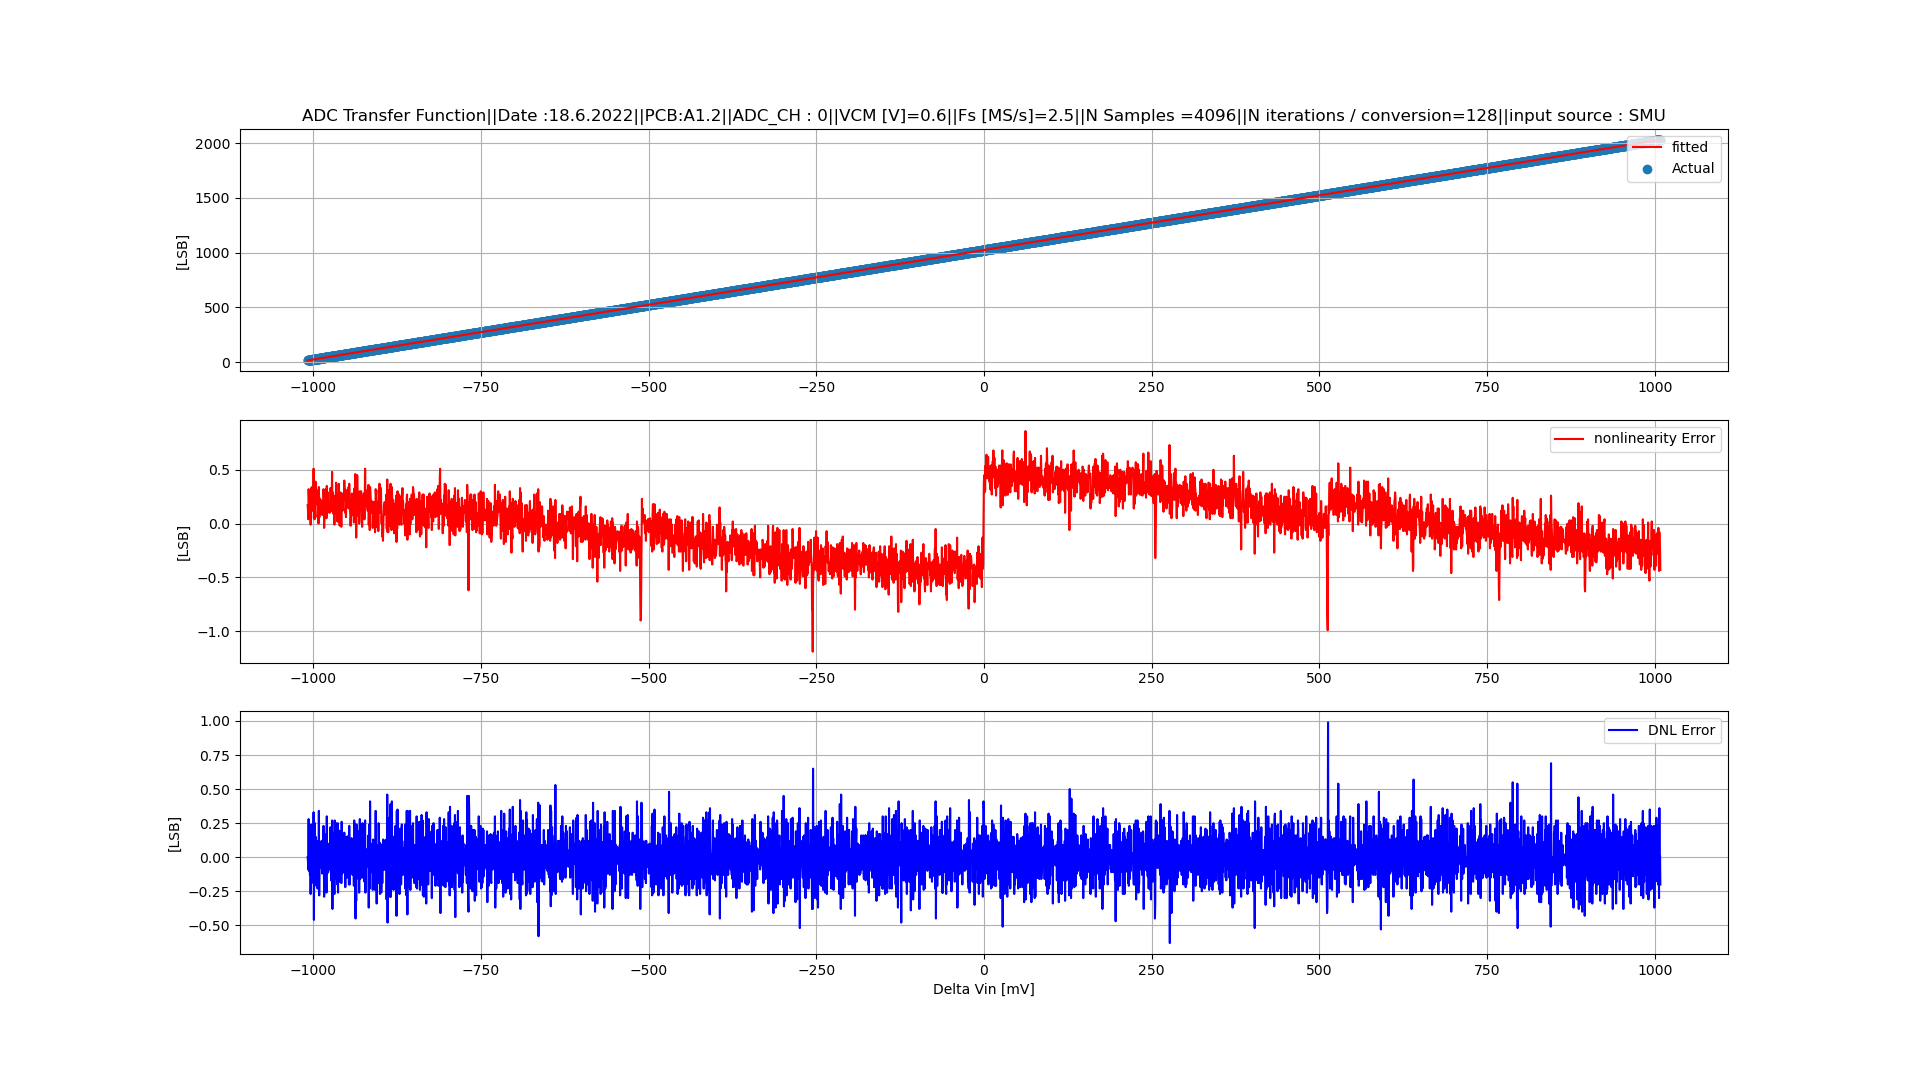 ADC Transfer Function||Date :18.6.2022||PCB:A1.2||ADC_CH : 0||VCM [V]=0.6||Fs [MS/s]=2.5||N Samples =4096||N iterations / conversion=128||input source : SMU
2000
1500
1000
500
0
[LSB]
fitted
Actual
−1000 −750 −500 −250 0 250 500 750 1000
0.5
0.0
−0.5
−1.0
[LSB]
nonlinearity Error
−1000 −750 −500 −250 0 250 500 750 1000
1.00
0.75
0.50
0.25
0.00
−0.25
−0.50
[LSB]
DNL Error
−1000 −750 −500 −250 0 250 500 750 1000
Delta Vin [mV]